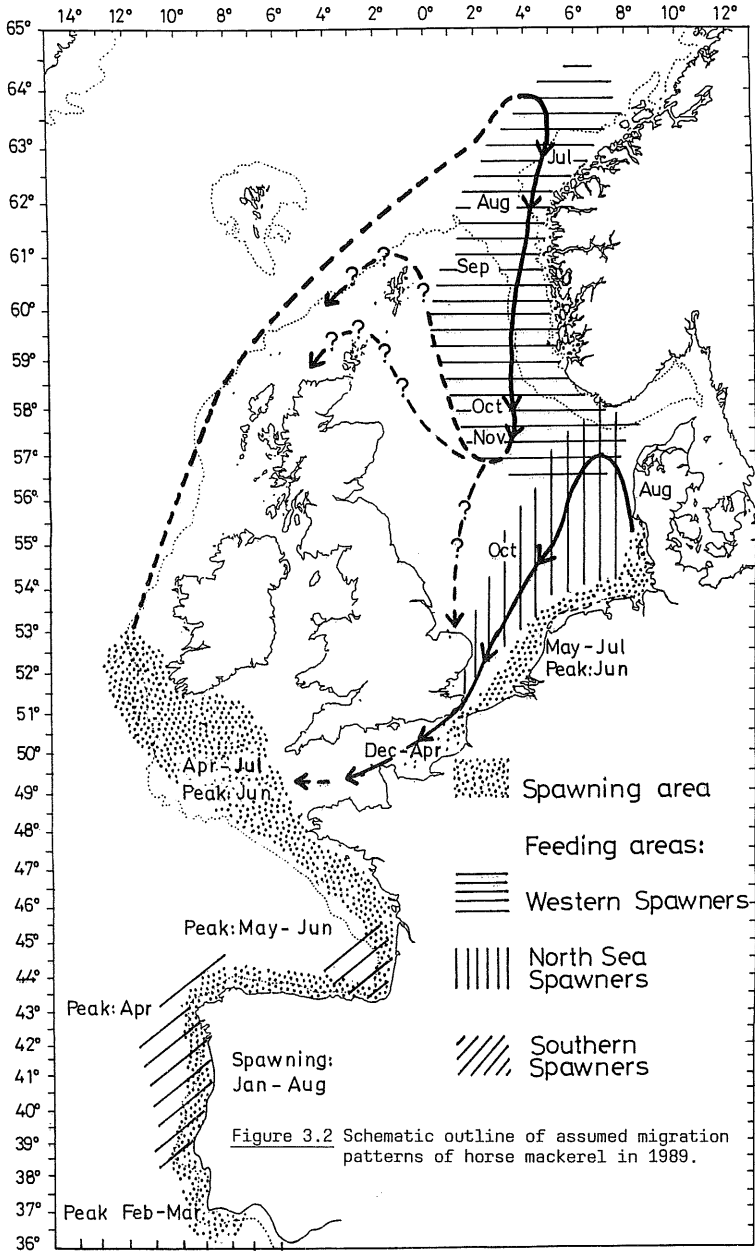 14° 12° 10° 8° 6° 4° 2° 0° 2° 4° 6° 8° 10° 12°
65°
64°
63°
62°
61°
60°
59°
58°
57°
56°
55°
54°
53°
52°
51°
50°
49°
48°
47°
46°
45°
44°
43°
42°
41°
40°
39°
38°
37°
36°
Jul
Aug
Sep
?
?
?
?
?
?
?
Oct
Nov
Aug
?
?
Oct
May-Jul
Peak:Jun
Dec-Apr
Apr-Jul
Peak:Jun
Spawning area
Feeding areas:
Western Spawners
North Sea
Spawners
Southern
Spawners
Peak:May-Jun
Peak:Apr
Spawning:
Jan-Aug
Peak Feb-Mar
Figure 3.2 Schematic outline of assumed migration
patterns of horse mackerel in 1989.